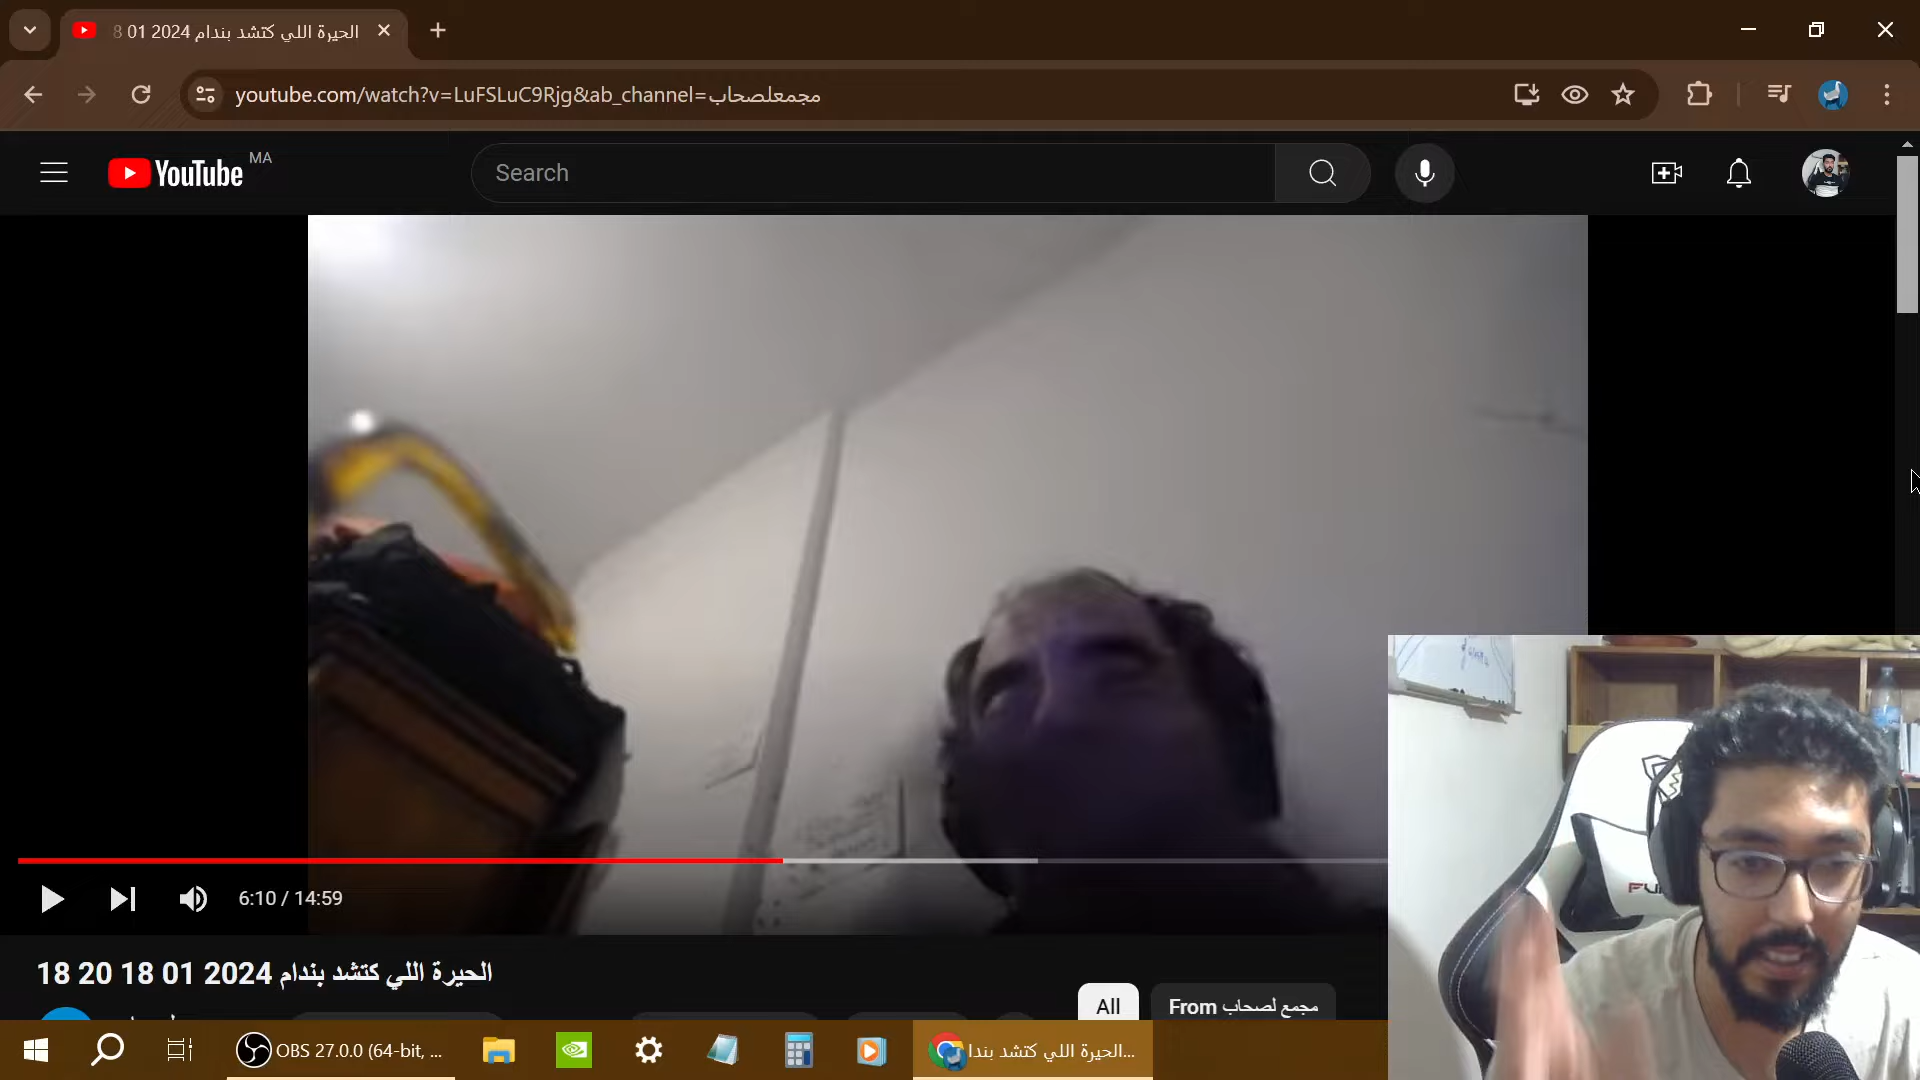 الحيرة اللي كتشد بندام 2024 01 8
youtube.com/watch?v=LuFSLuC9Rjg&ab_channel=مجمعلصحاب
YouTube MA
Search
6:10 / 14:59
الحيرة اللي كتشد بندام 2024 01 18 20 18
All
From مجمع لصحاب
OBS 27.0.0 (64-bit, ...
الحيرة اللي كتشد بندا...